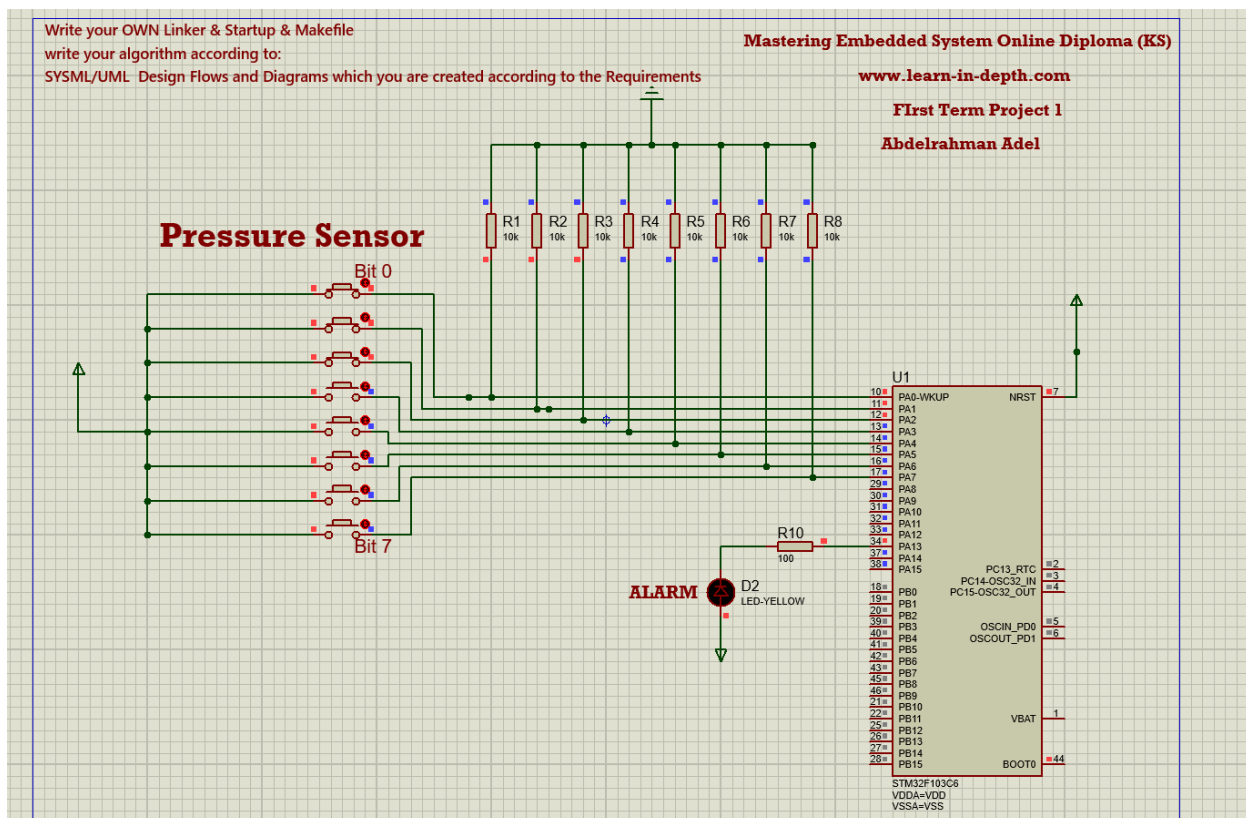 Write your OWN Linker & Startup & Makefile
write your algorithm according to:
SYSML/UML Design Flows and Diagrams which you are created according to the Requirements
Mastering Embedded System Online Diploma (KS)
www.learn-in-depth.com
FIrst Term Project 1
Abdelrahman Adel
Pressure Sensor
Bit 0
Bit 7
R1
10k
R2
10k
R3
10k
R4
10k
R5
10k
R6
10k
R7
10k
R8
10k
R10
100
ALARM
D2
LED-YELLOW
U1
10 PA0-WKUP
11 PA1
12 PA2
13 PA3
14 PA4
15 PA5
16 PA6
17 PA7
29 PA8
30 PA9
31 PA10
32 PA11
33 PA12
34 PA13
37 PA14
38 PA15
18 PB0
19 PB1
20 PB2
39 PB3
40 PB4
41 PB5
42 PB6
43 PB7
45 PB8
46 PB9
21 PB10
22 PB11
25 PB12
26 PB13
27 PB14
28 PB15
NRST 7
PC13_RTC 2
PC14-OSC32_IN 3
PC15-OSC32_OUT 4
OSCIN_PD0 5
OSCOUT_PD1 6
VBAT 1
BOOT0 44
STM32F103C6
VDDA=VDD
VSSA=VSS